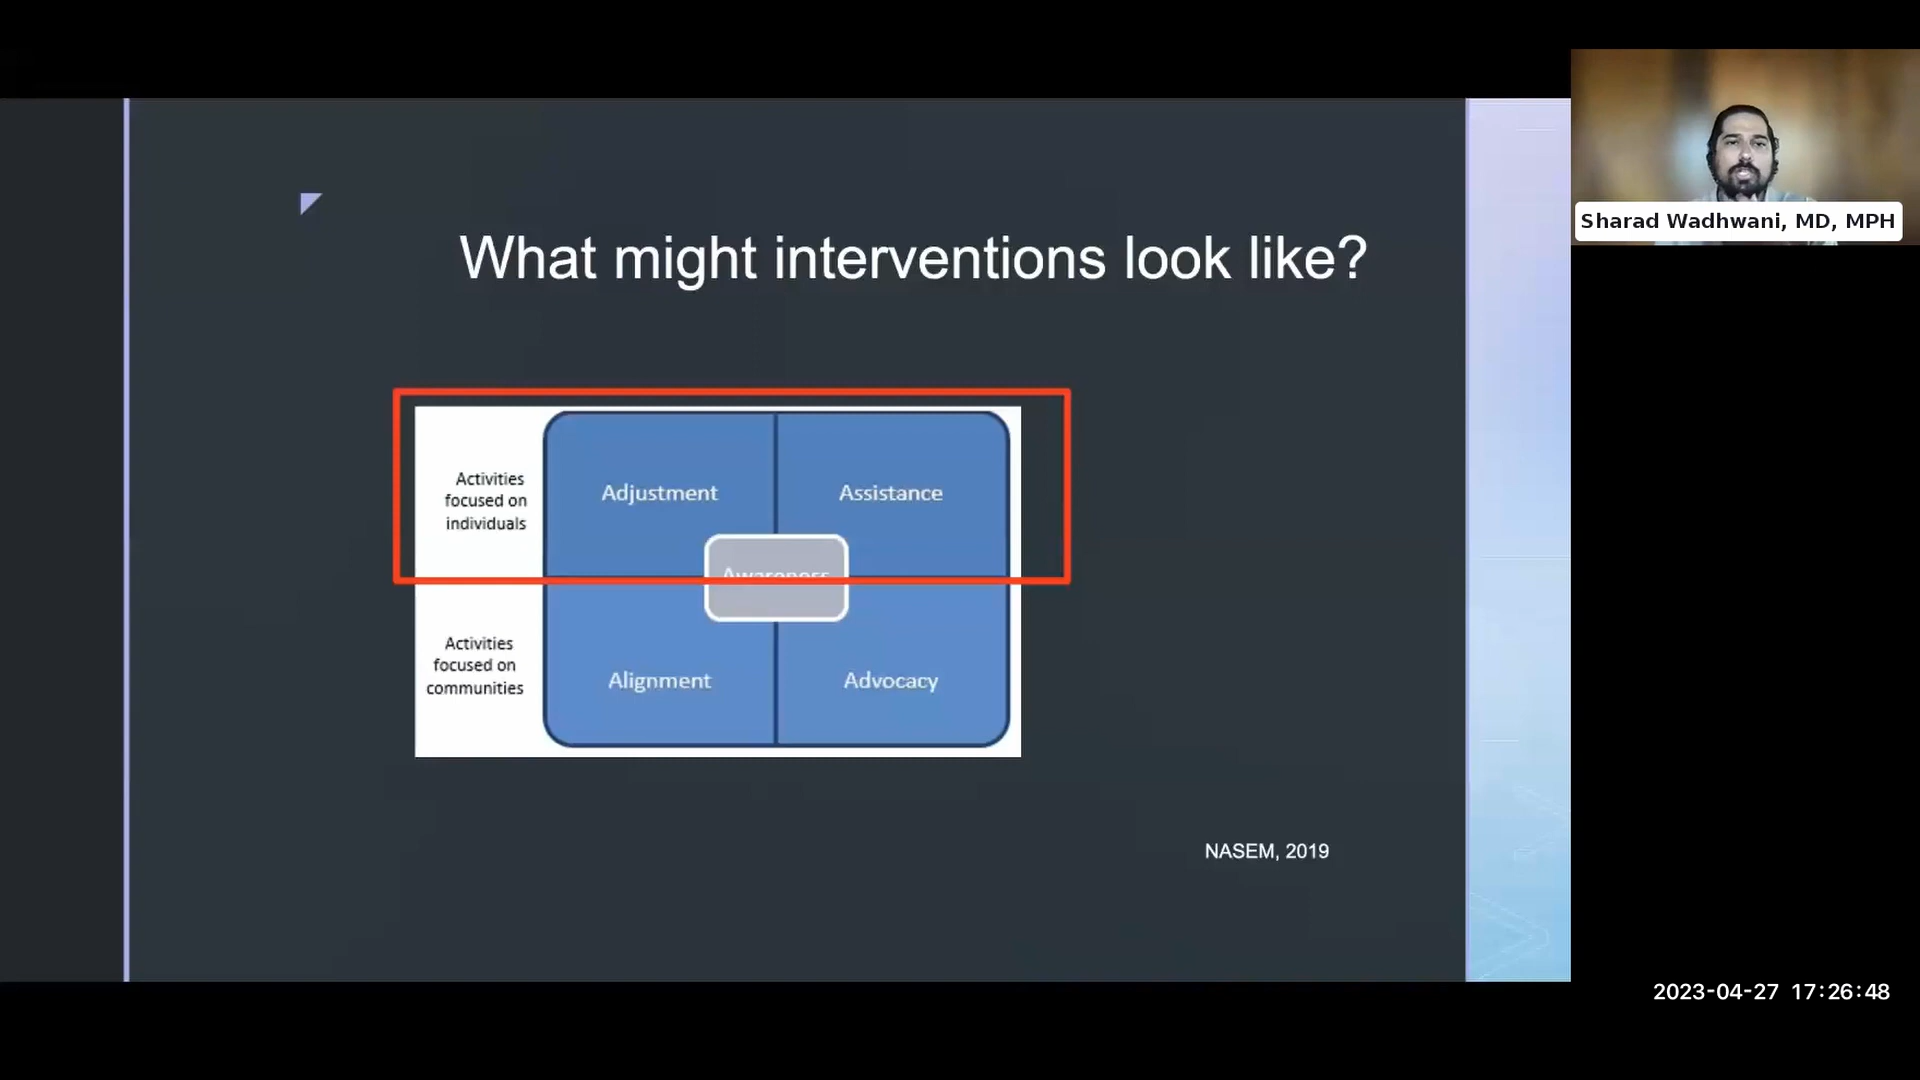 What might interventions look like?
Sharad Wadhwani, MD, MPH
Activities
focused on
individuals
Adjustment
Assistance
Awareness
Activities
focused on
communities
Alignment
Advocacy
NASEM, 2019
2023-04-27 17:26:48